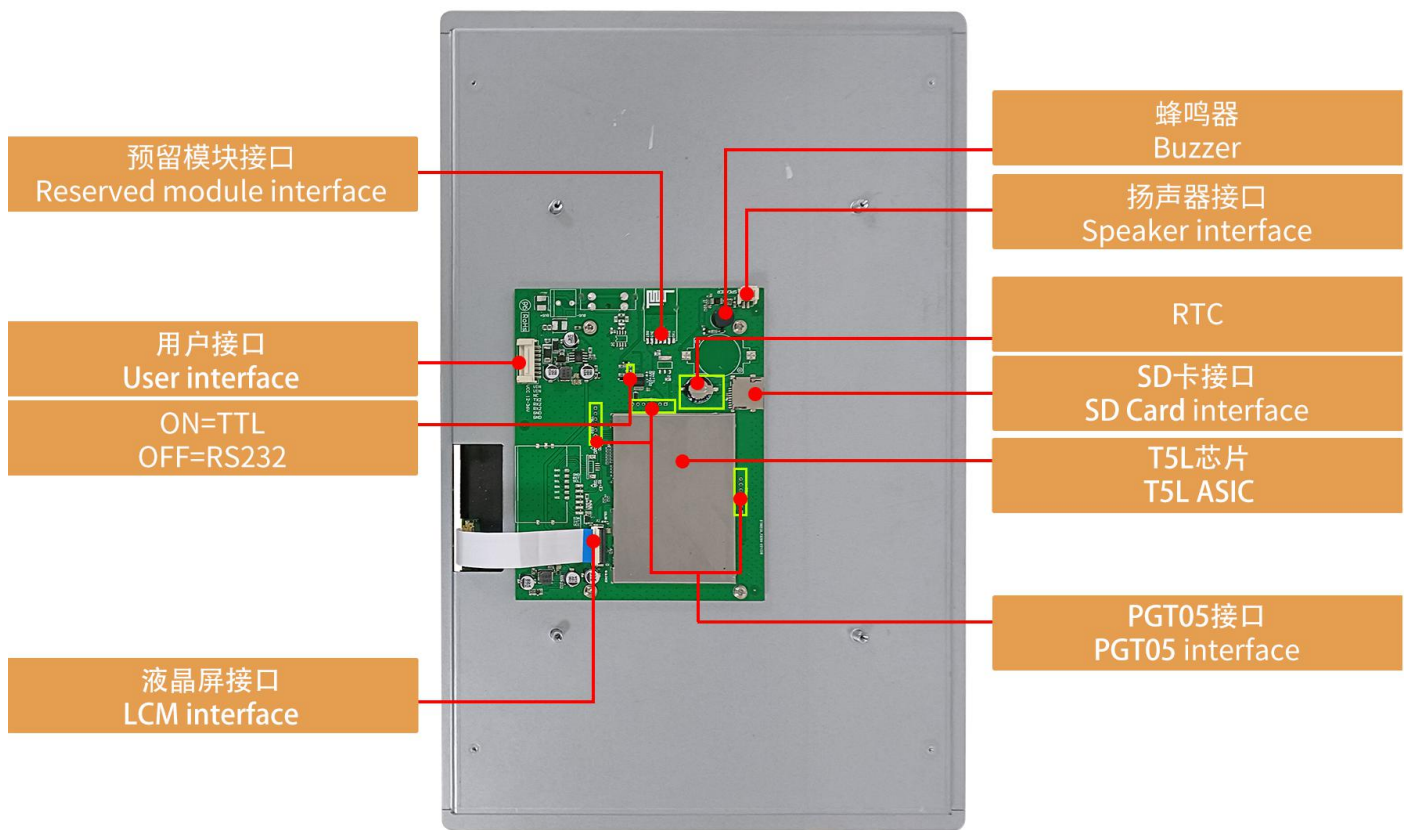 预留模块接口
Reserved module interface
用户接口
User interface
ON=TTL
OFF=RS232
液晶屏接口
LCM interface
蜂鸣器
Buzzer
扬声器接口
Speaker interface
RTC
SD卡接口
SD Card interface
T5L芯片
T5L ASIC
PGT05接口
PGT05 interface
RoHS